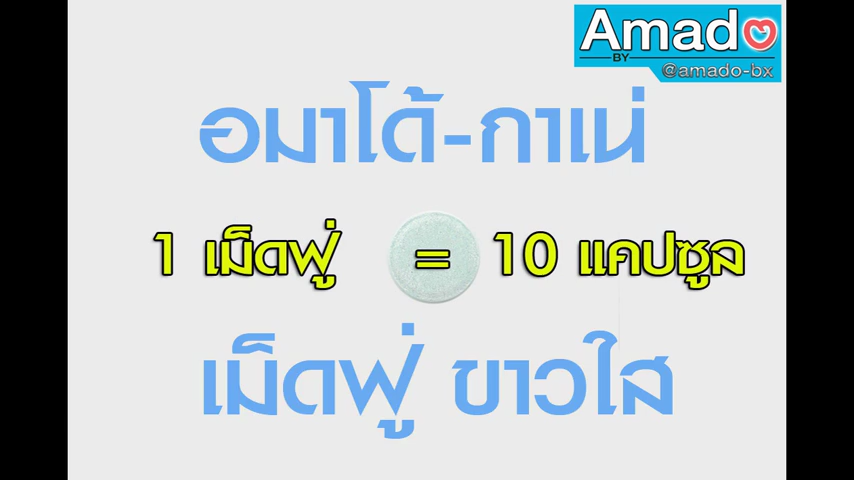 Amado
BY
@amado-bx
อมาโด้-กาเน่
1 เม็ดฟู่ = 10 แคปซูล
เม็ดฟู่ ขาวใส